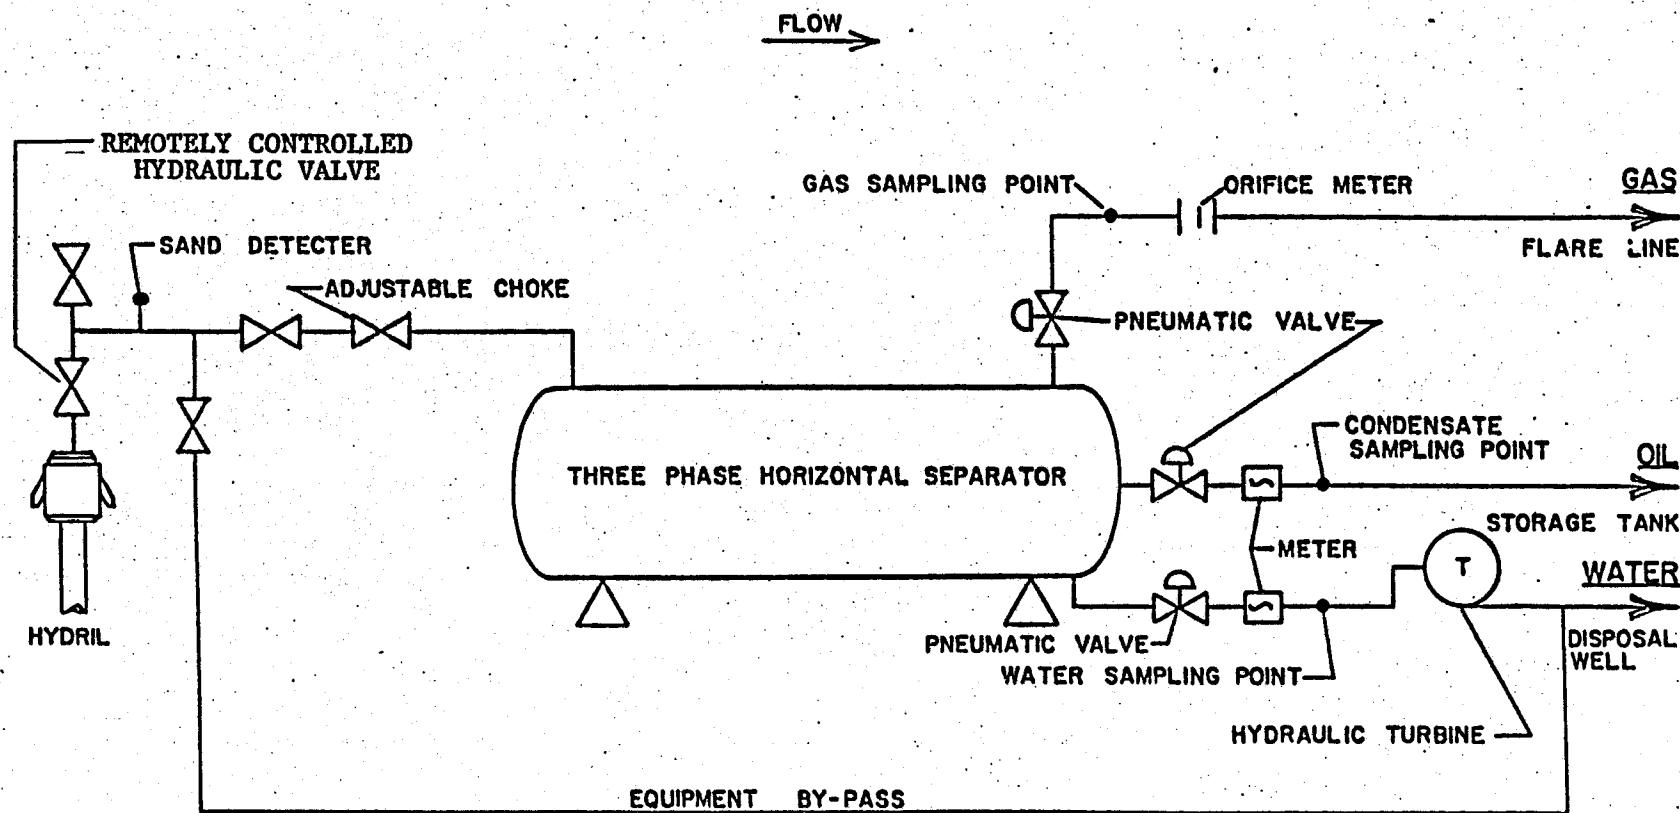 FLOW
REMOTELY CONTROLLED
HYDRAULIC VALVE
GAS SAMPLING POINT
ORIFICE METER
GAS
SAND DETECTER
FLARE LINE
ADJUSTABLE CHOKE
PNEUMATIC VALVE
CONDENSATE
SAMPLING POINT
THREE PHASE HORIZONTAL SEPARATOR
OIL
STORAGE TANK
METER
T
WATER
HYDRIL
PNEUMATIC VALVE
DISPOSAL
WELL
WATER SAMPLING POINT
HYDRAULIC TURBINE
EQUIPMENT BY-PASS